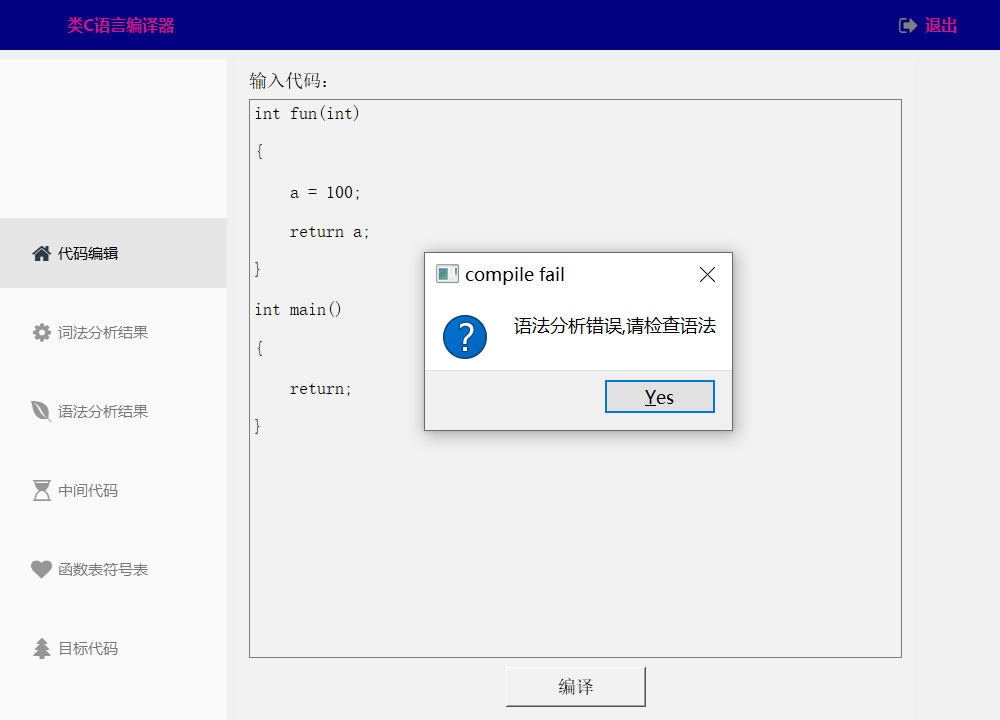 类C语言编译器
退出
代码编辑
词法分析结果
语法分析结果
中间代码
函数表符号表
目标代码
输入代码:
int fun(int)
{
a = 100;
return a;
}
int main()
{
return;
}
compile fail
语法分析错误,请检查语法
Yes
编译